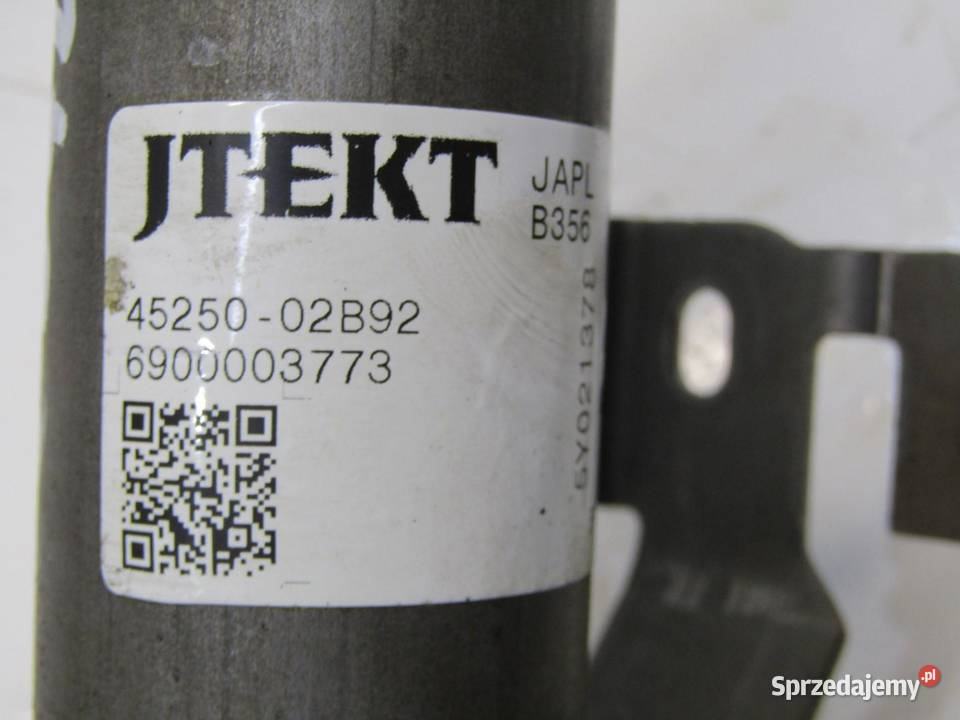 JTEKT
JAPL
B356
45250-02B92
6900003773
5Y021378
Sprzedajemy.pl